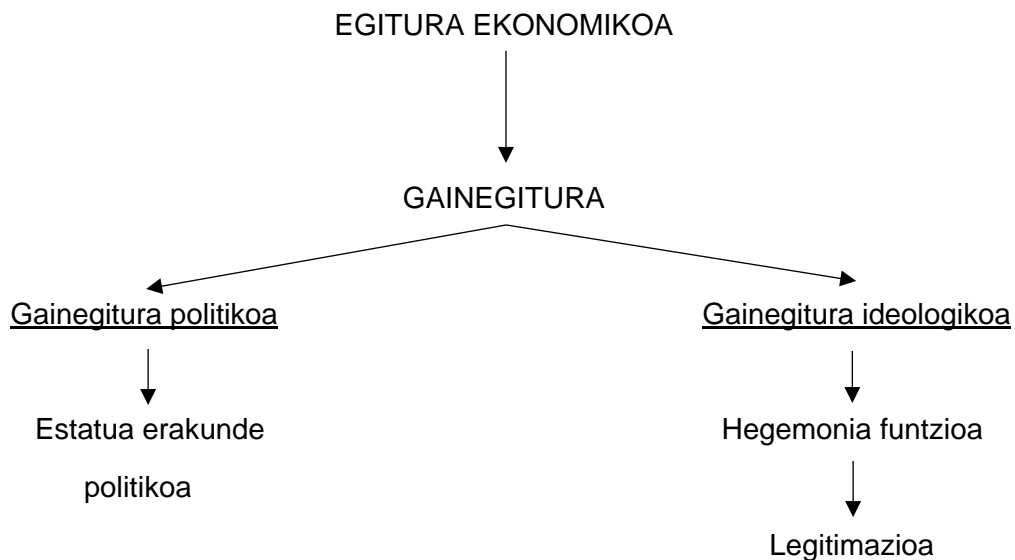 EGITURA EKONOMIKOA
GAINEGITURA
Gainegitura politikoa
Gainegitura ideologikoa
Estatua erakunde
politikoa
Hegemonia funtzioa
Legitimazioa